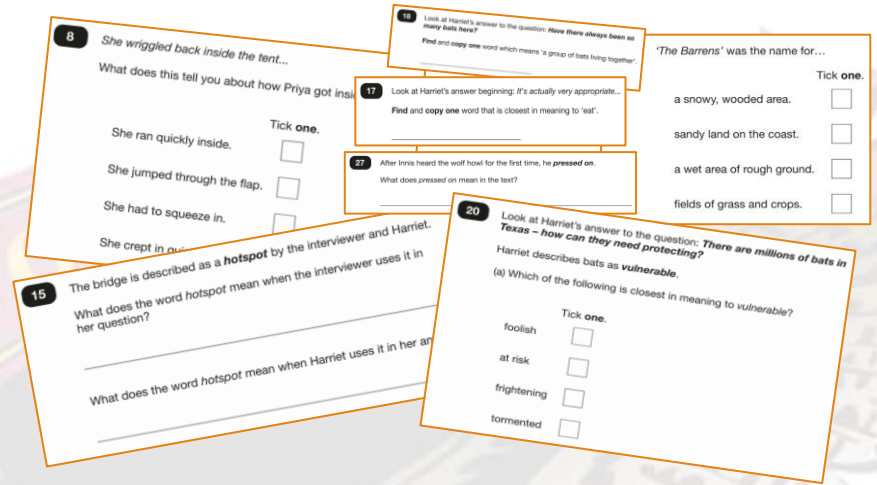 8
She wriggled back inside the tent...
What does this tell you about how Priya got
Tick one.
She ran quickly inside.
She jumped through the flap.
She had to squeeze in.
She crept in
18
Look at Harriet's answer to the question: Have there always been so
many bats here?
Find and copy one word which means 'a group of bats living together'.
17
Look at Harriet's answer beginning: It's actually very appropriate...
Find and copy one word that is closest in meaning to 'eat'.
27
After Innis heard the wolf howl for the first time, he pressed on.
What does pressed on mean in the text?
'The Barrens' was the name for…
Tick one.
a snowy, wooded area.
sandy land on the coast.
a wet area of rough ground.
fields of grass and crops.
15
The bridge is described as a hotspot by the interviewer and Harriet.
What does the word hotspot mean when the interviewer uses it in
her question?
What does the word hotspot mean when Harriet uses it in her
20
Look at Harriet's answer to the question: There are millions of bats in
Texas – how can they need protecting?
Harriet describes bats as vulnerable.
(a) Which of the following is closest in meaning to vulnerable?
Tick one.
foolish
at risk
frightening
tormented